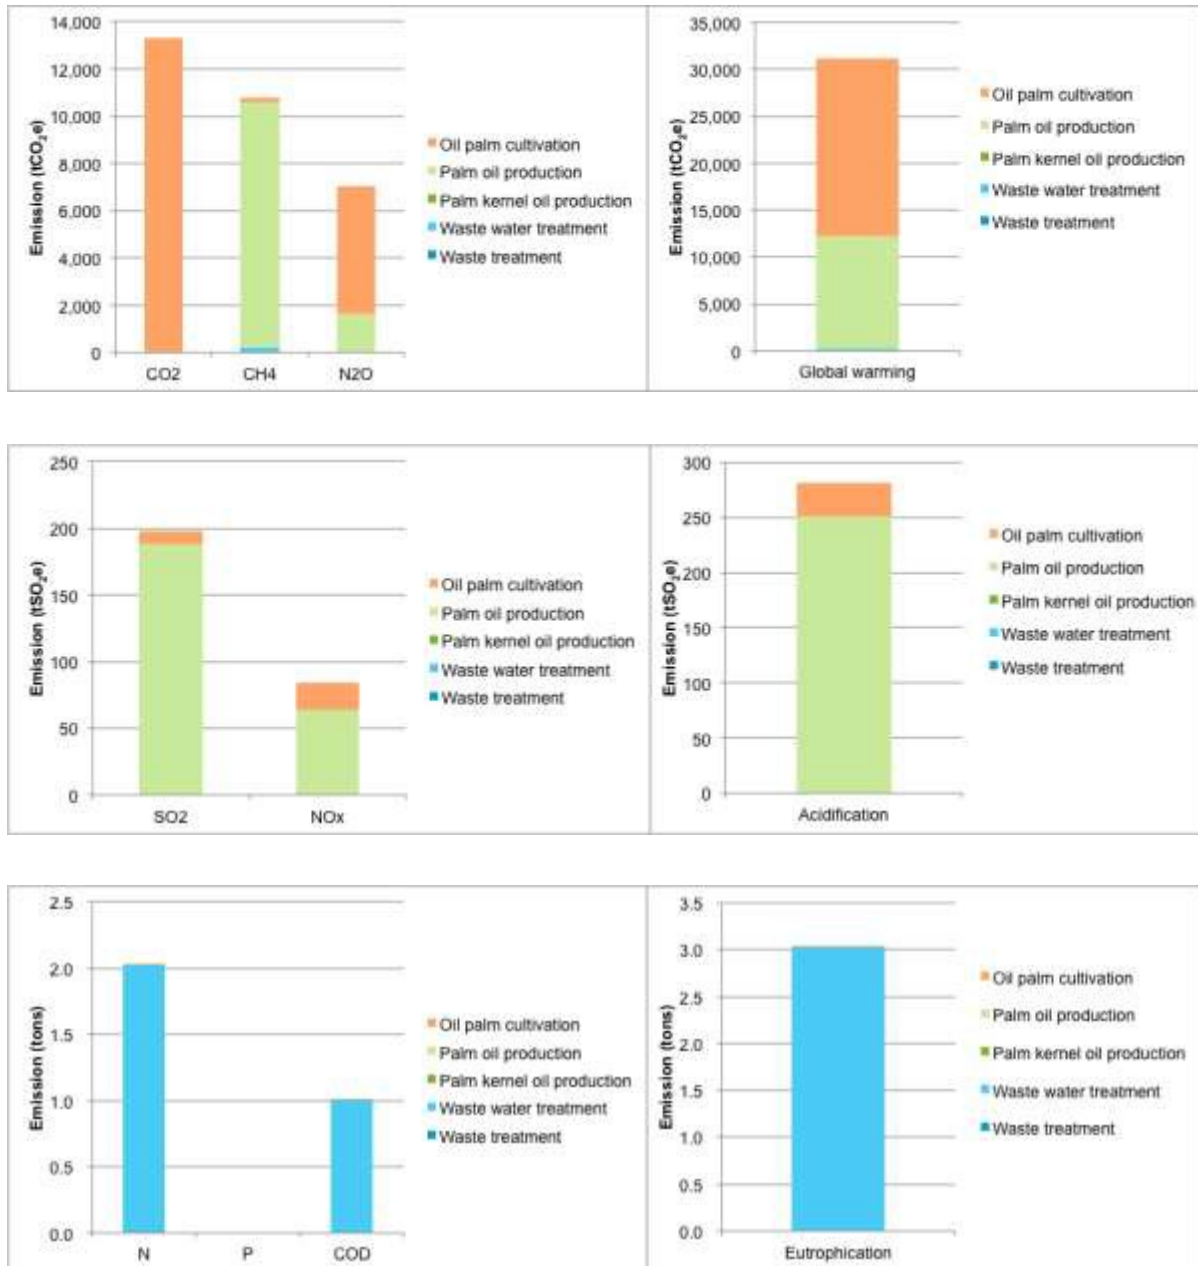 Emission (tCO₂e)
14,000
12,000
10,000
8,000
6,000
4,000
2,000
0
CO2
CH4
N2O
Oil palm cultivation
Palm oil production
Palm kernel oil production
Waste water treatment
Waste treatment
Emission (tCO₂e)
35,000
30,000
25,000
20,000
15,000
10,000
5,000
0
Global warming
Oil palm cultivation
Palm oil production
Palm kernel oil production
Waste water treatment
Waste treatment
Emission (tSO₂e)
250
200
150
100
50
0
SO2
NOx
Oil palm cultivation
Palm oil production
Palm kernel oil production
Waste water treatment
Waste treatment
Emission (tSO₂e)
300
250
200
150
100
50
0
Acidification
Oil palm cultivation
Palm oil production
Palm kernel oil production
Waste water treatment
Waste treatment
Emission (tons)
2.5
2.0
1.5
1.0
0.5
0.0
N
P
COD
Oil palm cultivation
Palm oil production
Palm kernel oil production
Waste water treatment
Waste treatment
Emission (tons)
3.5
3.0
2.5
2.0
1.5
1.0
0.5
0.0
Eutrophication
Oil palm cultivation
Palm oil production
Palm kernel oil production
Waste water treatment
Waste treatment